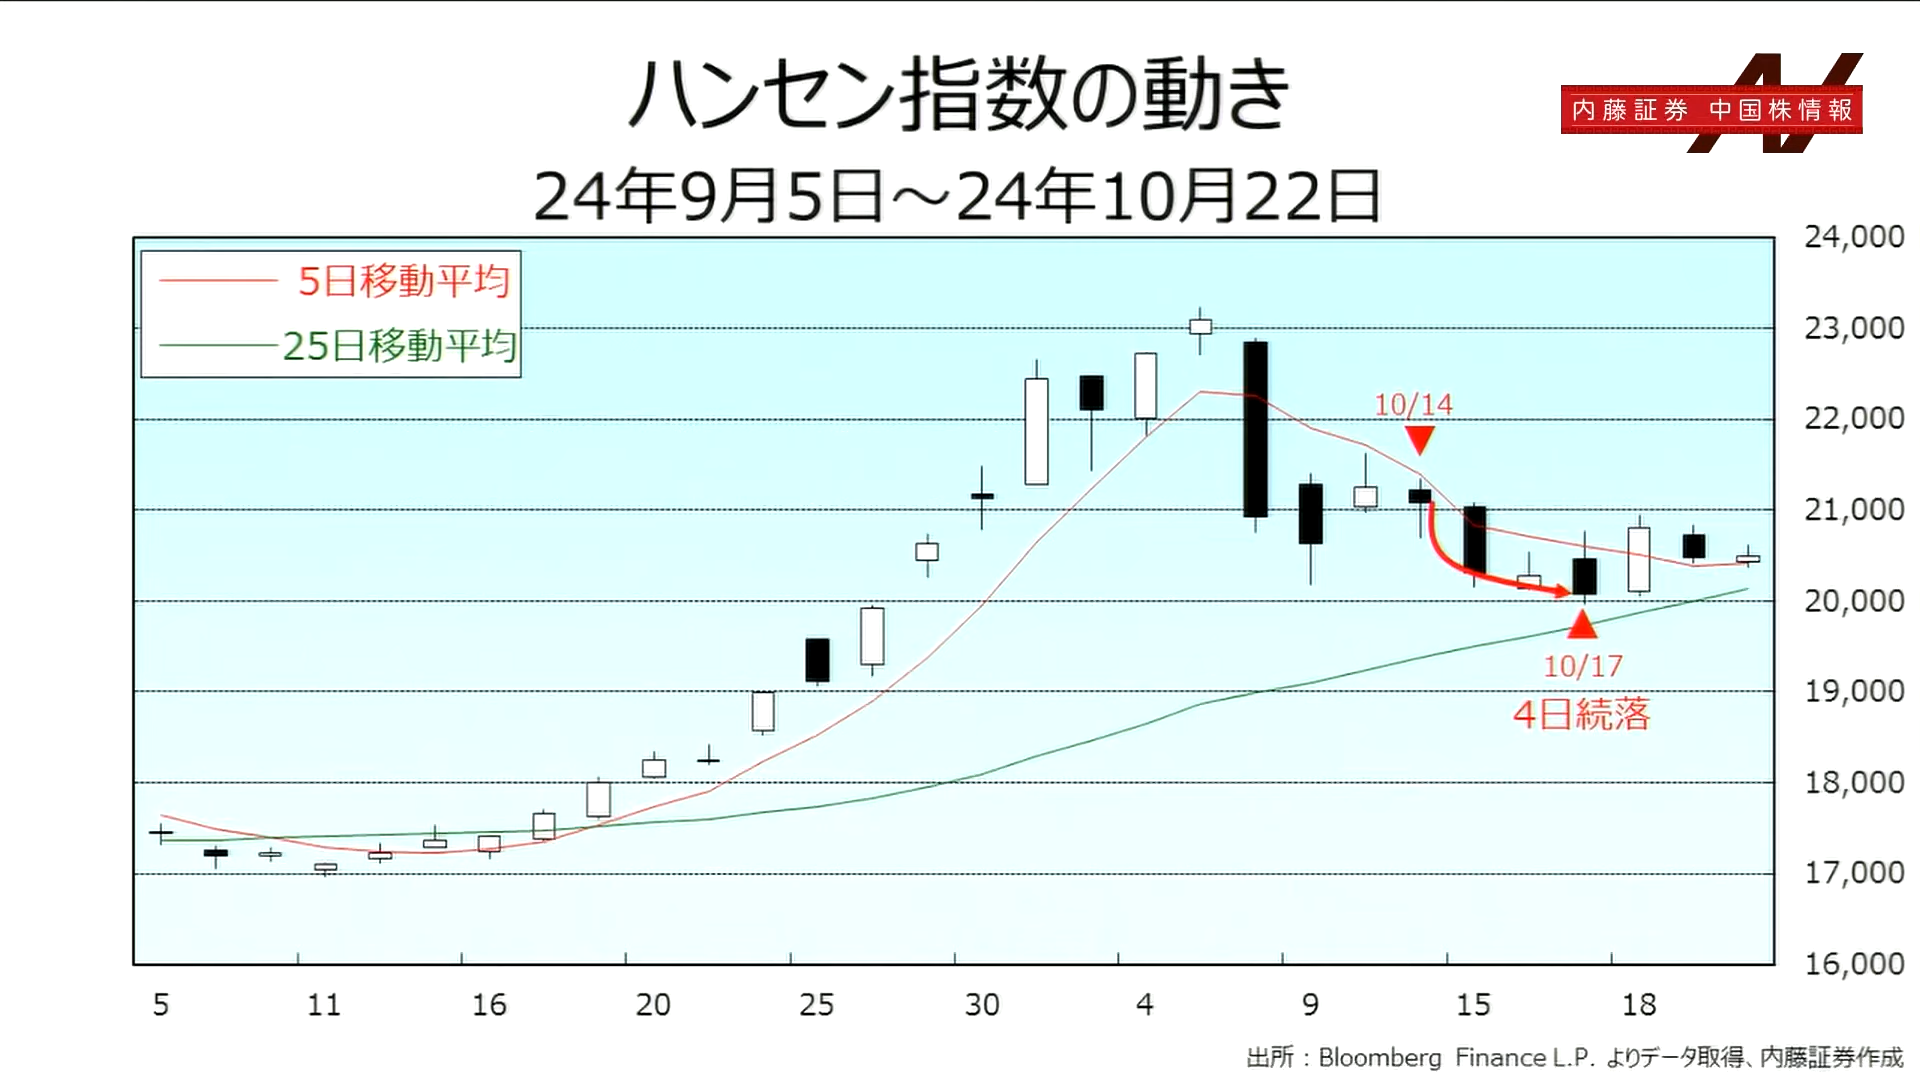 ハンセン指数の動き
内藤証券 中国株情報
24年9月5日～24年10月22日
5日移動平均
25日移動平均
24,000
23,000
22,000
21,000
20,000
19,000
18,000
17,000
16,000
10/14
10/17
4日続落
5 11 16 20 25 30 4 9 15 18
出所：Bloomberg Finance L.P. よりデータ取得、内藤証券作成